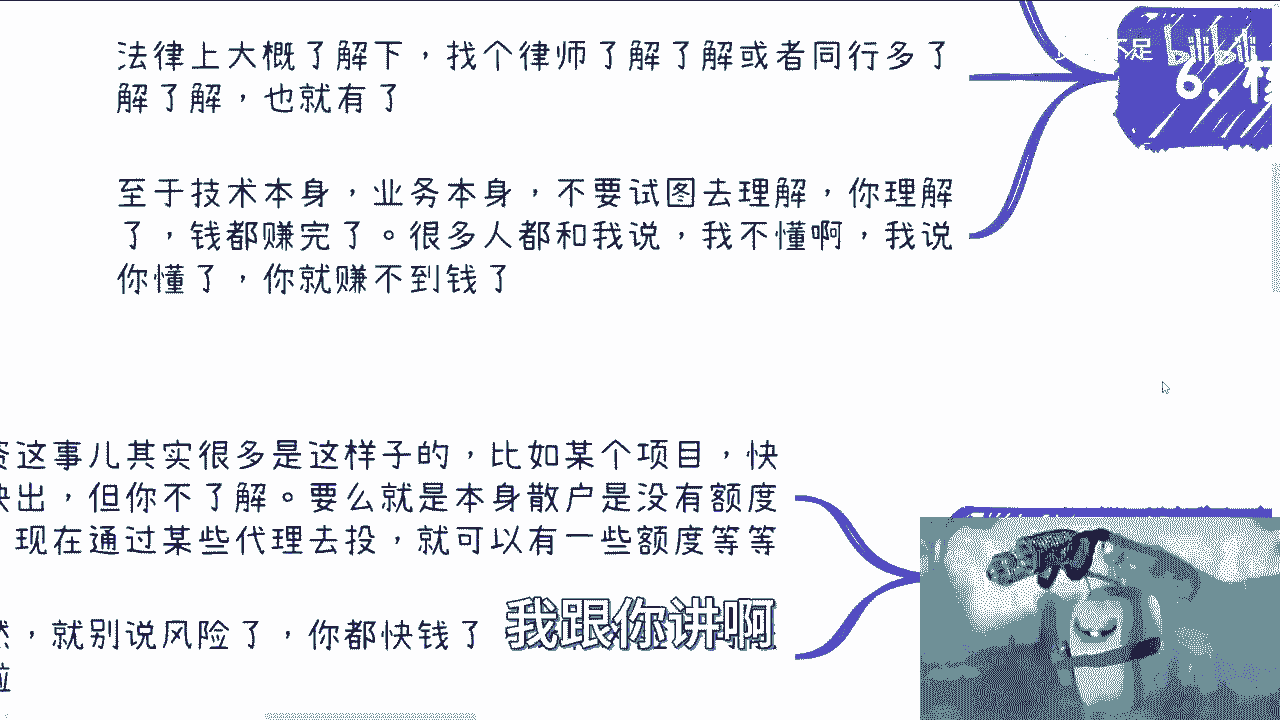 法律上大概了解下，找个律师了解了解或者同行多了
解了解，也就有了
不足 bilibili
6.
至于技术本身，业务本身，不要试图去理解，你理解
了，钱都赚完了。很多人都和我说，我不懂啊，我说
你懂了，你就赚不到钱了
资这事儿其实很多是这样子的，比如某个项目，快
快出，但你不了解。要么就是本身散户是没有额度
现在通过某些代理去投，就可以有一些额度等等
然，就别说风险了，你都快钱了
我跟你讲啊